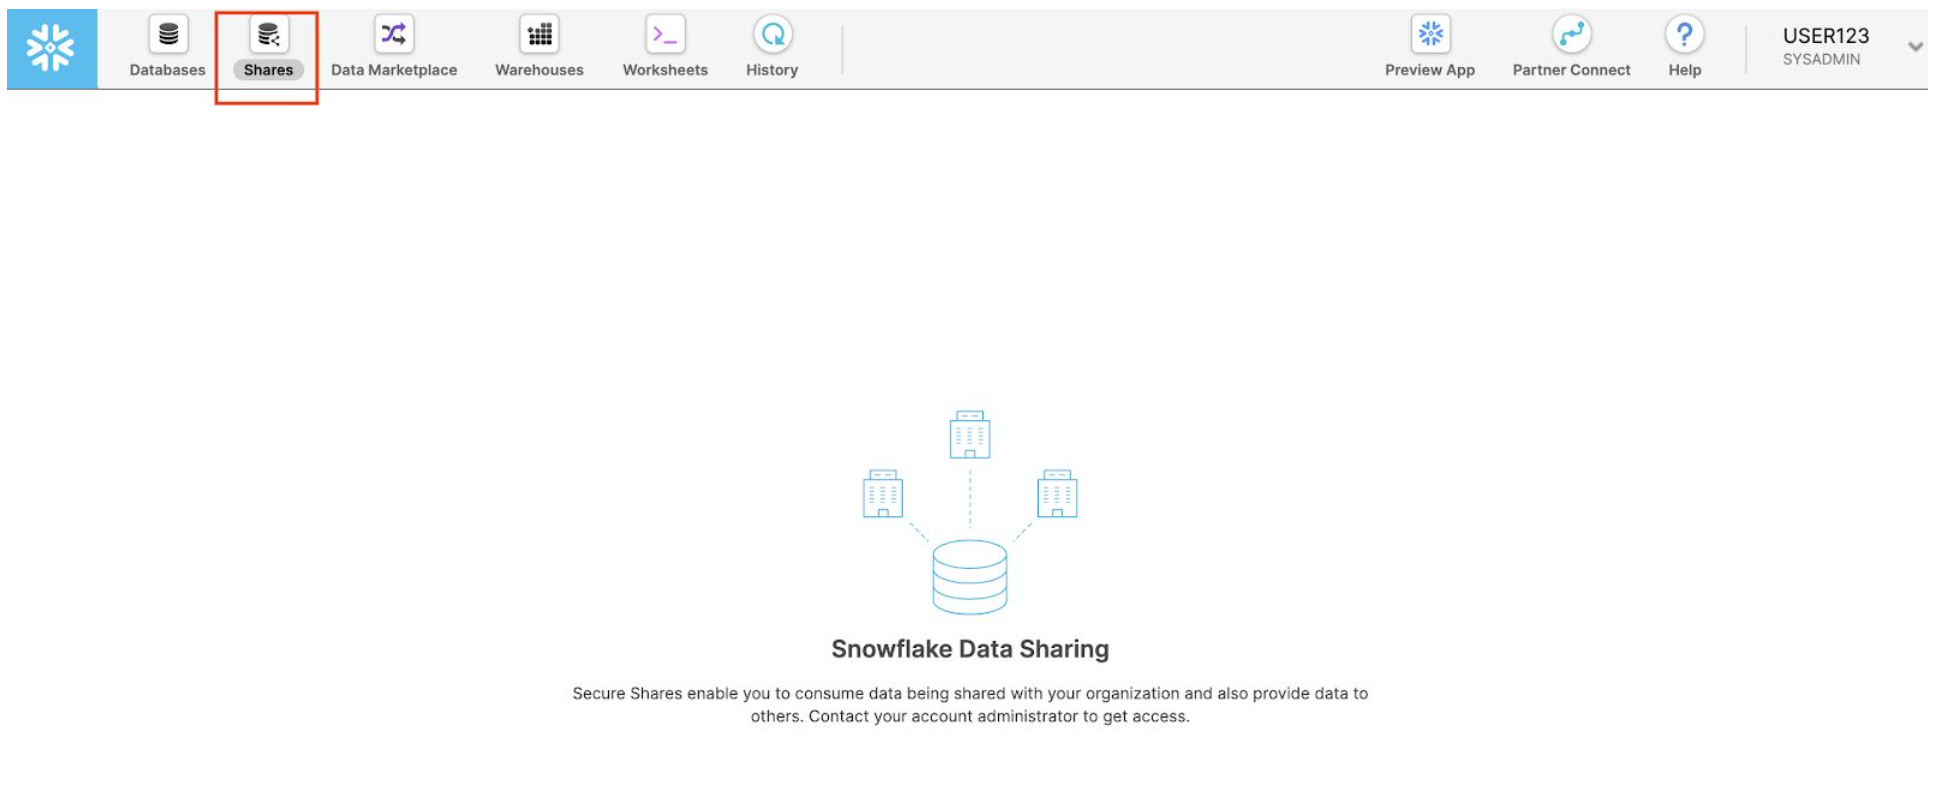 Databases
Shares
Data Marketplace
Warehouses
Worksheets
History
Preview App
Partner Connect
Help
USER123
SYSADMIN
Snowflake Data Sharing
Secure Shares enable you to consume data being shared with your organization and also provide data to
others. Contact your account administrator to get access.